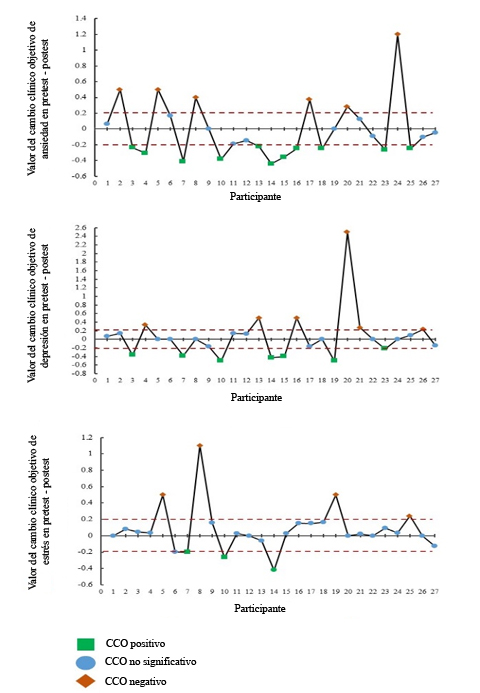 Valor del cambio clínico objetivo de
ansiedad en pretest - postest
1.4
1.2
1
0.8
0.6
0.4
0.2
0
-0.2
-0.4
-0.6
0 1 2 3 4 5 6 7 8 9 10 11 12 13 14 15 16 17 18 19 20 21 22 23 24 25 26 27
Participante
Valor del cambio clínico objetivo de
depresión en pretest - postest
2.6
2.4
2.2
2
1.8
1.6
1.4
1.2
1
0.8
0.6
0.4
0.2
0
-0.2
-0.4
-0.6
-0.8
0 1 2 3 4 5 6 7 8 9 10 11 12 13 14 15 16 17 18 19 20 21 22 23 24 25 26 27
Participante
Valor del cambio clínico objetivo de
estrés en pretest - postest
1.2
1
0.8
0.6
0.4
0.2
0
-0.2
-0.4
-0.6
0 1 2 3 4 5 6 7 8 9 10 11 12 13 14 15 16 17 18 19 20 21 22 23 24 25 26 27
Participante
CCO positivo
CCO no significativo
CCO negativo